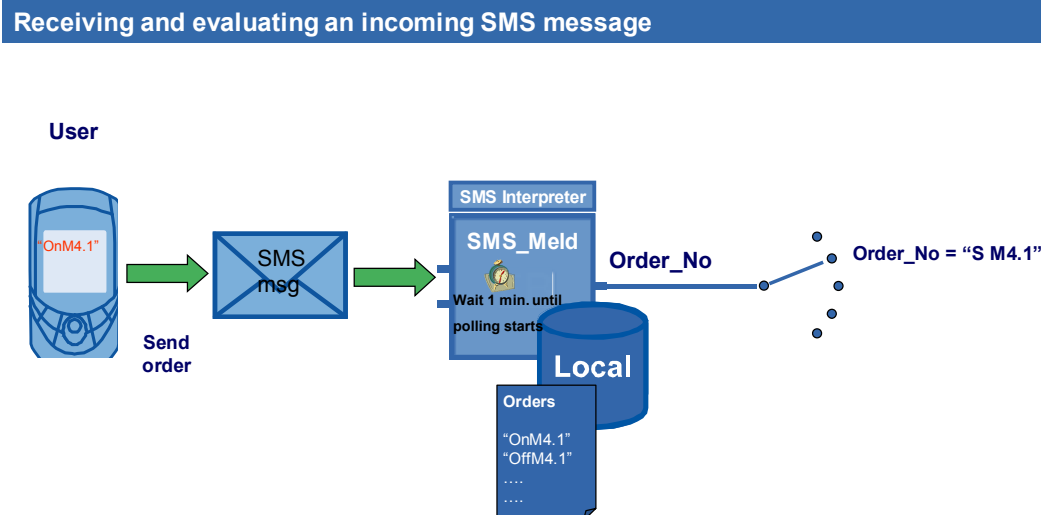 Receiving and evaluating an incoming SMS message
User
“OnM4.1”
Send
order
SMS
msg
SMS Interpreter
SMS_Meld
Wait 1 min. until
polling starts
Local
Orders
“OnM4.1”
“OffM4.1”
….
….
Order_No
Order_No = “S M4.1”